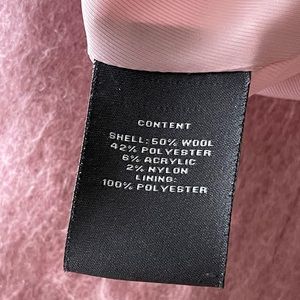 CONTENT
SHELL: 50% WOOL
42% POLYESTER
6% ACRYLIC
2% NYLON
LINING:
100% POLYESTER